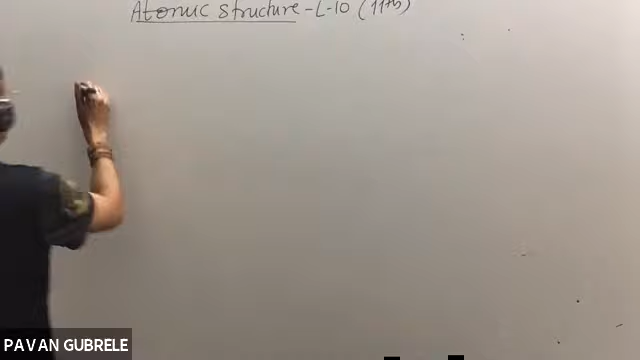 Atomic structure - L-10 (11th)
PAVAN GUBRELE